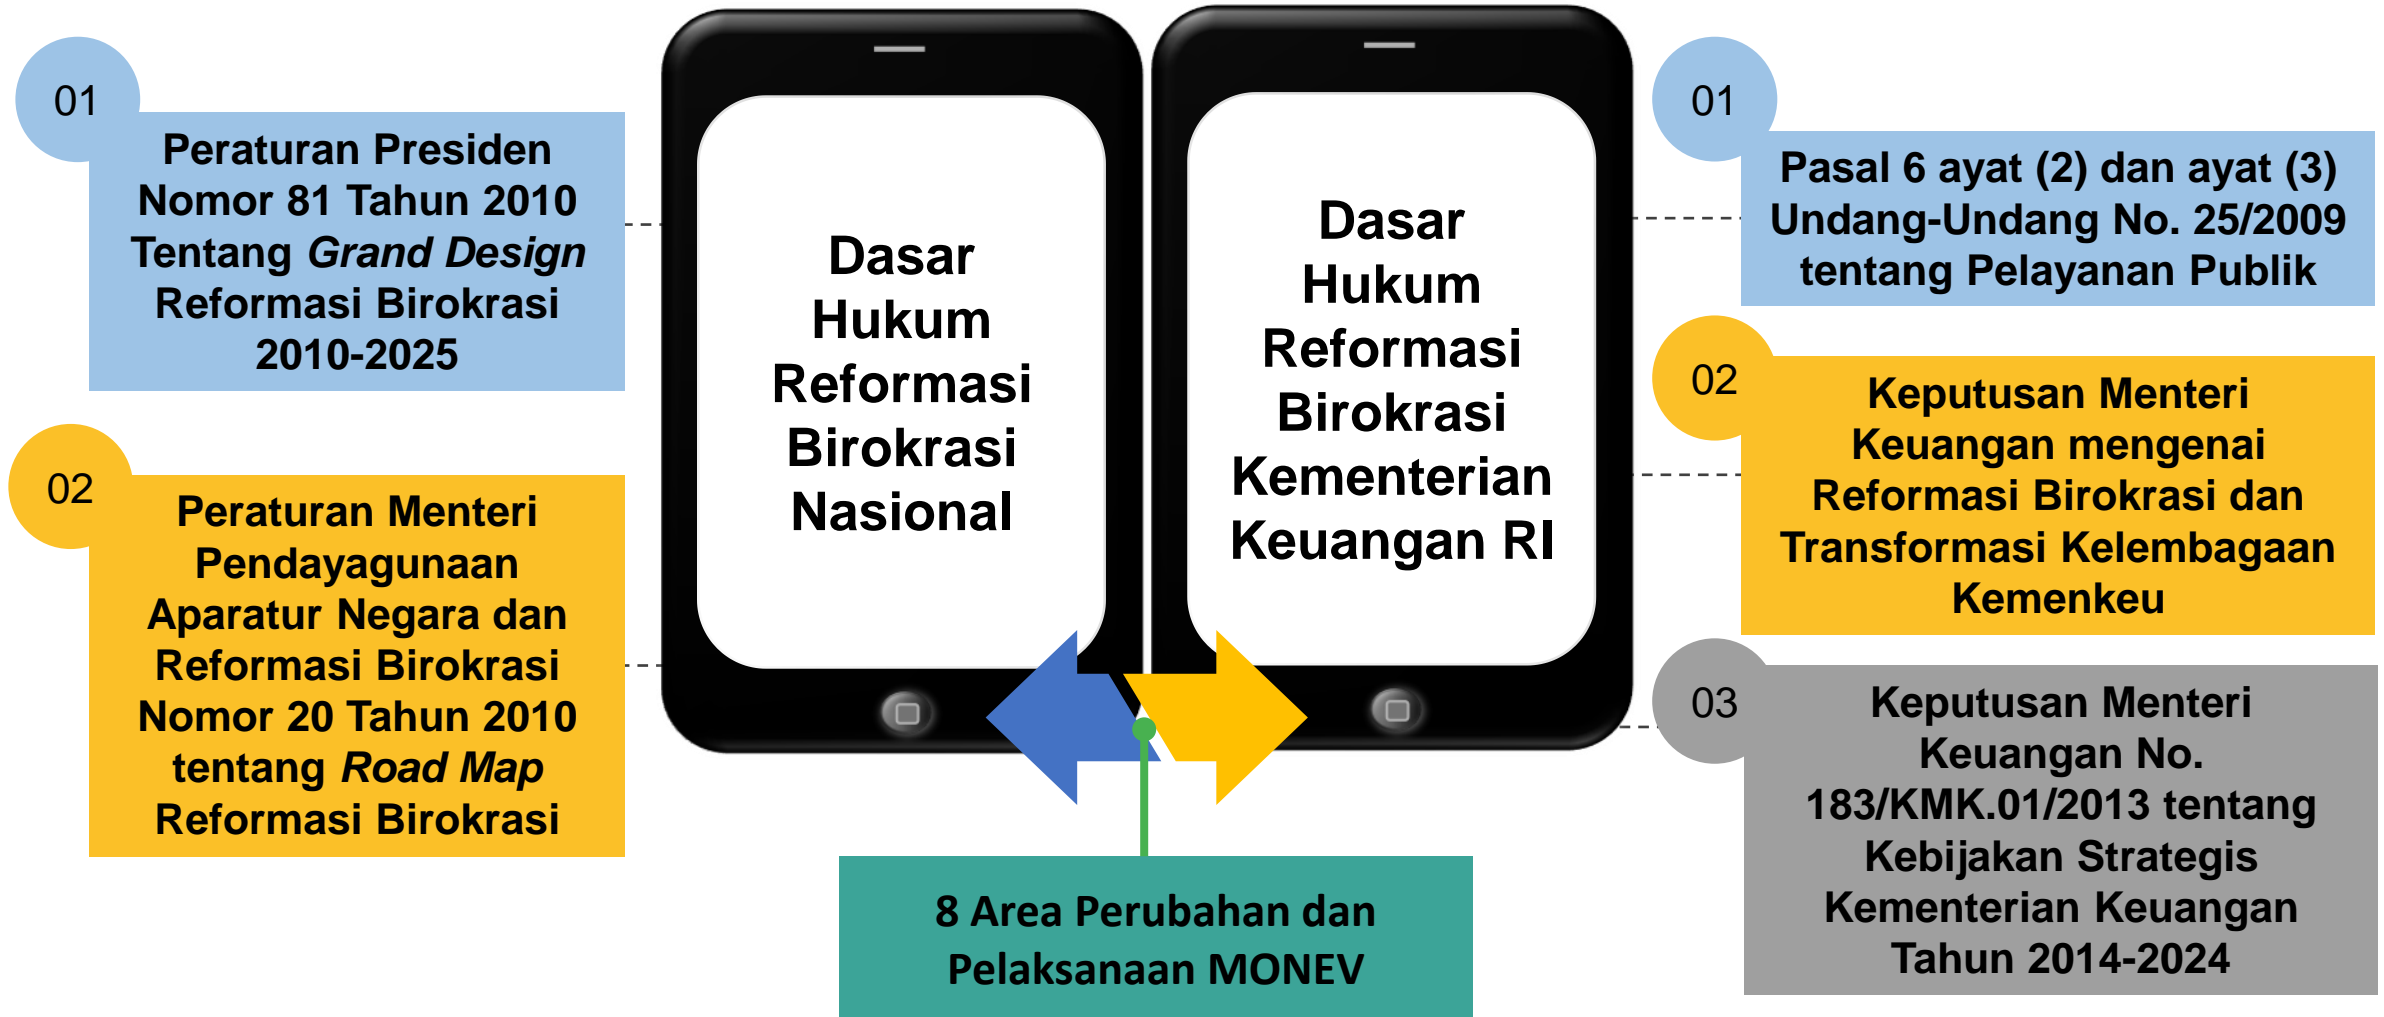 01
Peraturan Presiden
Nomor 81 Tahun 2010
Tentang Grand Design
Reformasi Birokrasi
2010-2025
02
Peraturan Menteri
Pendayagunaan
Aparatur Negara dan
Reformasi Birokrasi
Nomor 20 Tahun 2010
tentang Road Map
Reformasi Birokrasi
Dasar
Hukum
Reformasi
Birokrasi
Nasional
Dasar
Hukum
Reformasi
Birokrasi
Kementerian
Keuangan RI
01
Pasal 6 ayat (2) dan ayat (3)
Undang-Undang No. 25/2009
tentang Pelayanan Publik
02
Keputusan Menteri
Keuangan mengenai
Reformasi Birokrasi dan
Transformasi Kelembagaan
Kemenkeu
03
Keputusan Menteri
Keuangan No.
183/KMK.01/2013 tentang
Kebijakan Strategis
Kementerian Keuangan
Tahun 2014-2024
8 Area Perubahan dan
Pelaksanaan MONEV